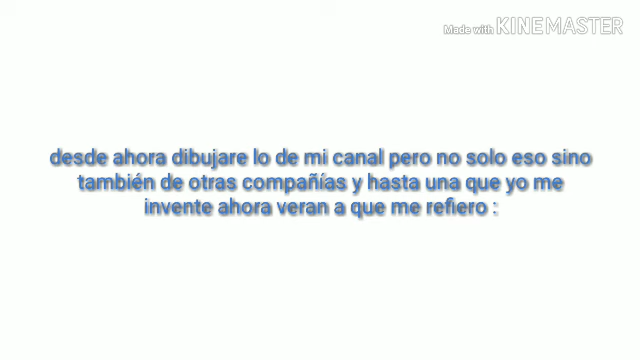 Made with KINEMASTER
desde ahora dibujare lo de mi canal pero no solo eso sino
también de otras compañías y hasta una que yo me
invente ahora veran a que me refiero :